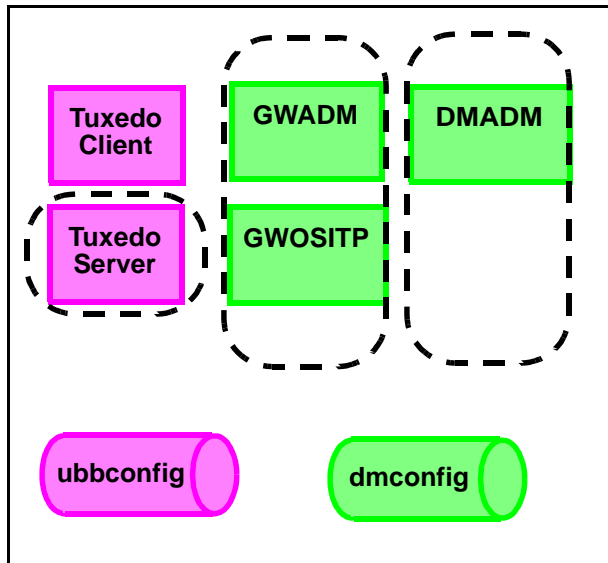 Tuxedo
Client
GWADM
DMADM
Tuxedo
Server
GWOSITP
ubbconfig
dmconfig